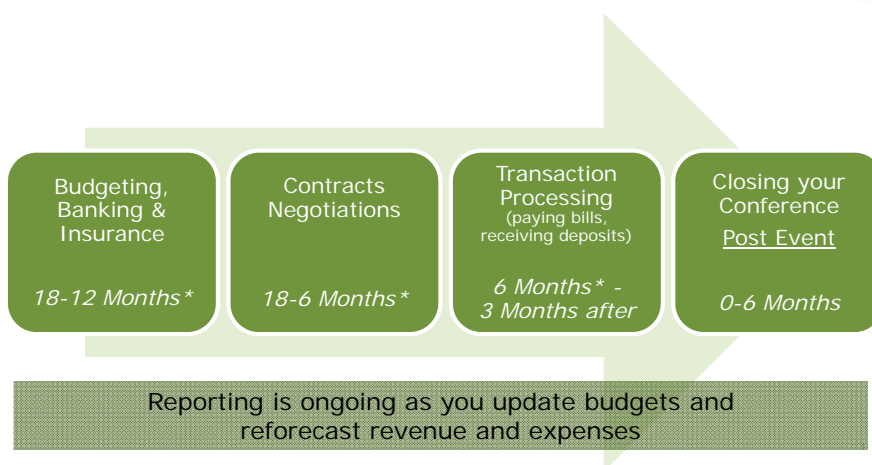 Budgeting,
Banking &
Insurance
18-12 Months*
Contracts
Negotiations
18-6 Months*
Transaction
Processing
(paying bills,
receiving deposits)
6 Months* -
3 Months after
Closing your
Conference
Post Event
0-6 Months
Reporting is ongoing as you update budgets and
reforecast revenue and expenses